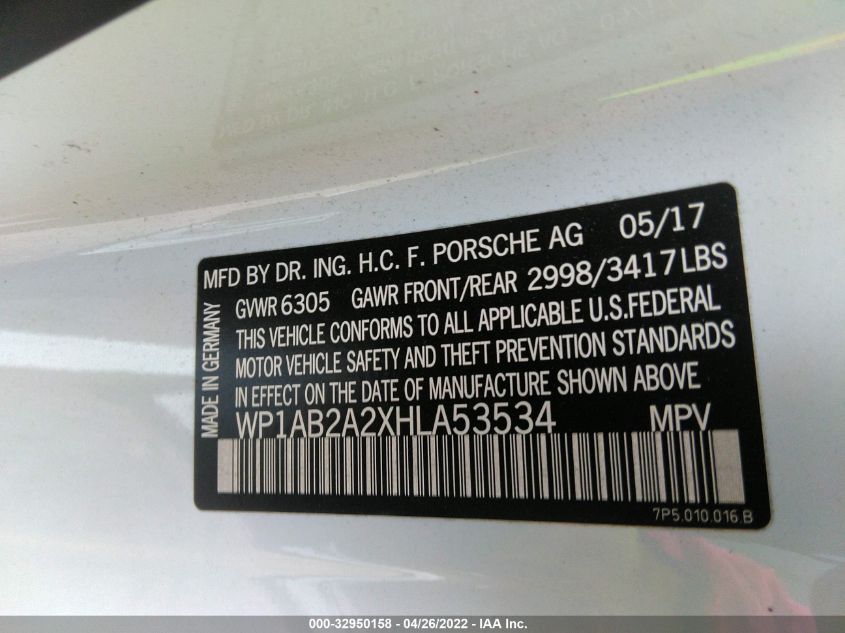 MFD BY DR. ING. H.C. F. PORSCHE AG 05/17
GVWR 6305 GAWR FRONT/REAR 2998/3417 LBS
THIS VEHICLE CONFORMS TO ALL APPLICABLE U.S.FEDERAL
MOTOR VEHICLE SAFETY AND THEFT PREVENTION STANDARDS
IN EFFECT ON THE DATE OF MANUFACTURE SHOWN ABOVE.
WP1AB2A2XHLA53534 MPV
MADE IN GERMANY
7P5.010.016.B
000-32950158 - 04/26/2022 - IAA Inc.